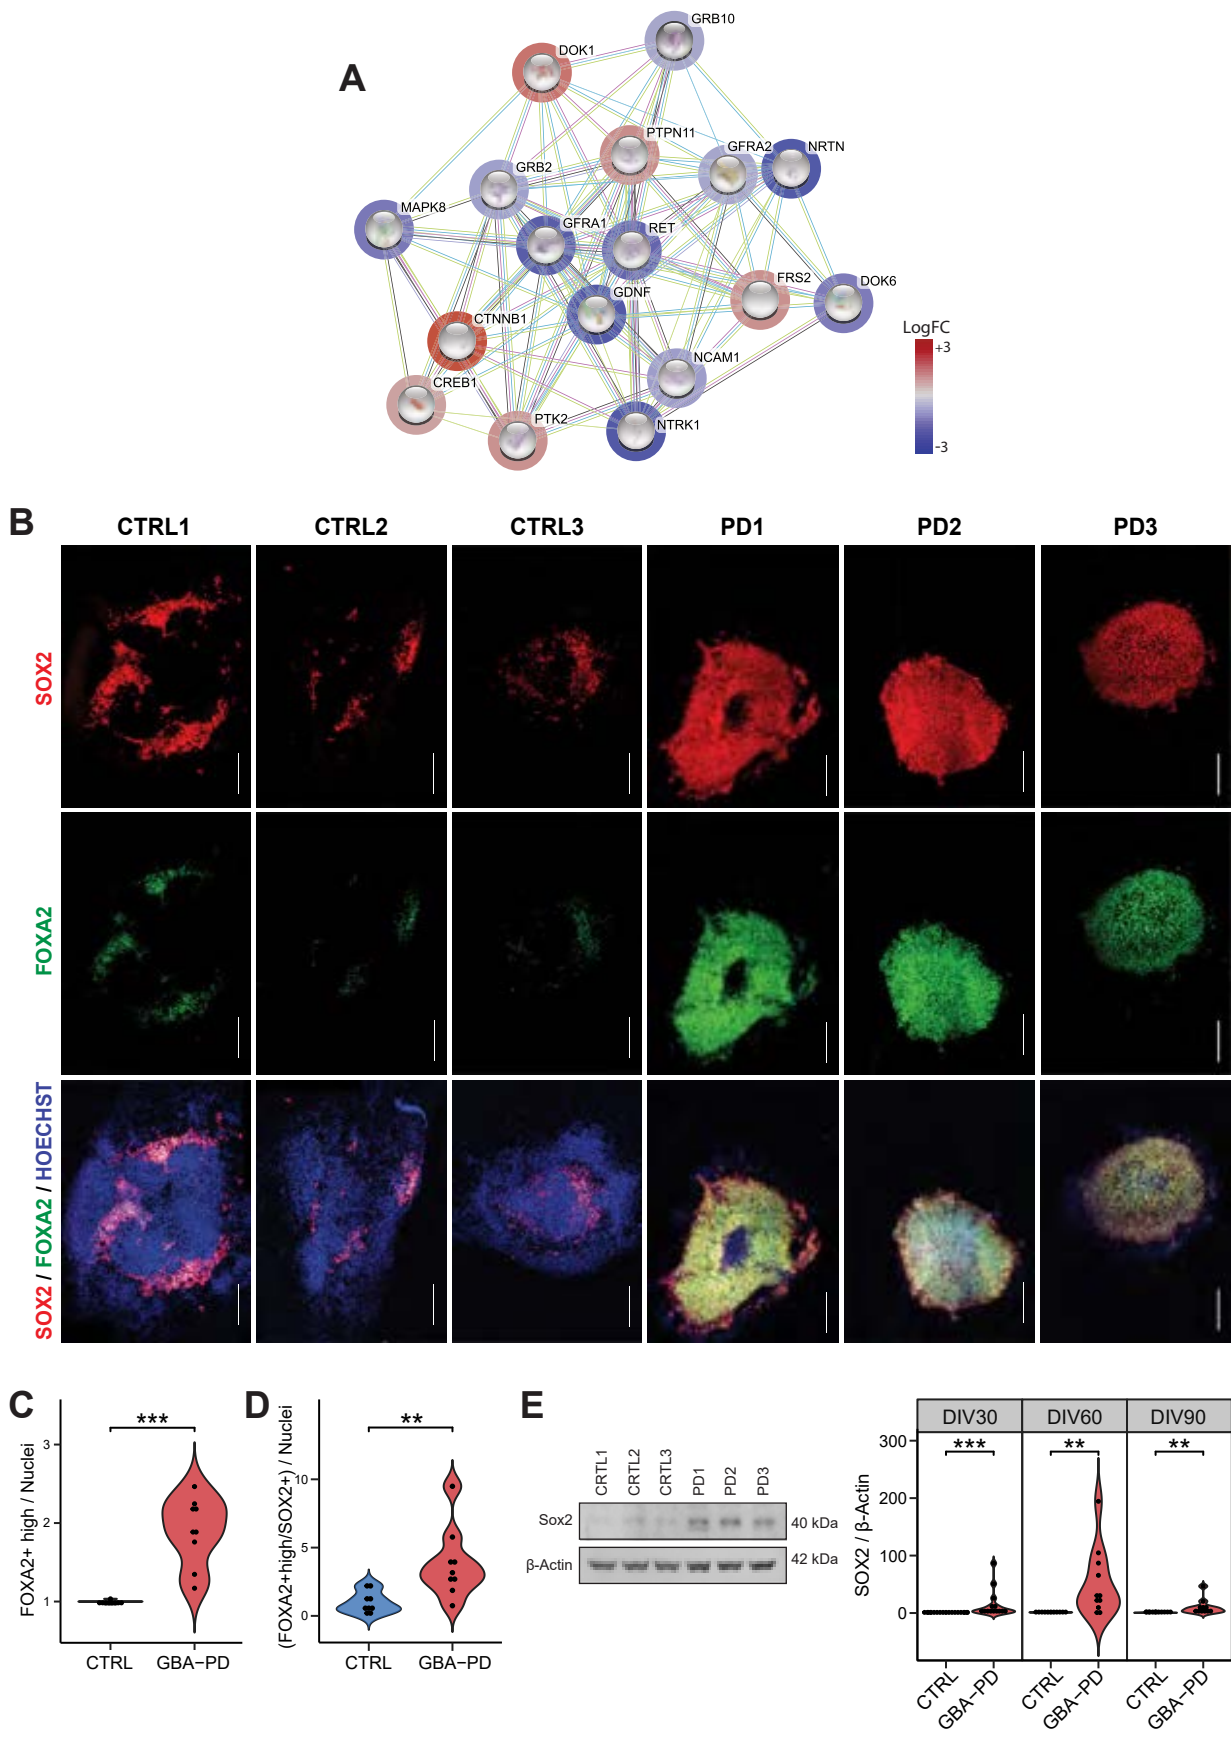 A
DOK1
GRB10
PTPN11
GFRA2
NRTN
GRB2
MAPK8
GFRA1
RET
FRS2
DOK6
GDNF
CTNNB1
NCAM1
CREB1
PTK2
NTRK1
LogFC
+3
-3
B
CTRL1 CTRL2 CTRL3 PD1 PD2 PD3
SOX2
FOXA2
SOX2 / FOXA2 / HOECHST
C
FOXA2+ high / Nuclei
3
2
1
***
CTRL GBA−PD
D
(FOXA2+high/SOX2+) / Nuclei
10
5
0
**
CTRL GBA−PD
E
CRTL1 CRTL2 CRTL3 PD1 PD2 PD3
Sox2 40 kDa
β-Actin 42 kDa
SOX2 / β-Actin
DIV30 DIV60 DIV90
300
200
100
0
*** ** **
CTRL GBA−PD CTRL GBA−PD CTRL GBA−PD